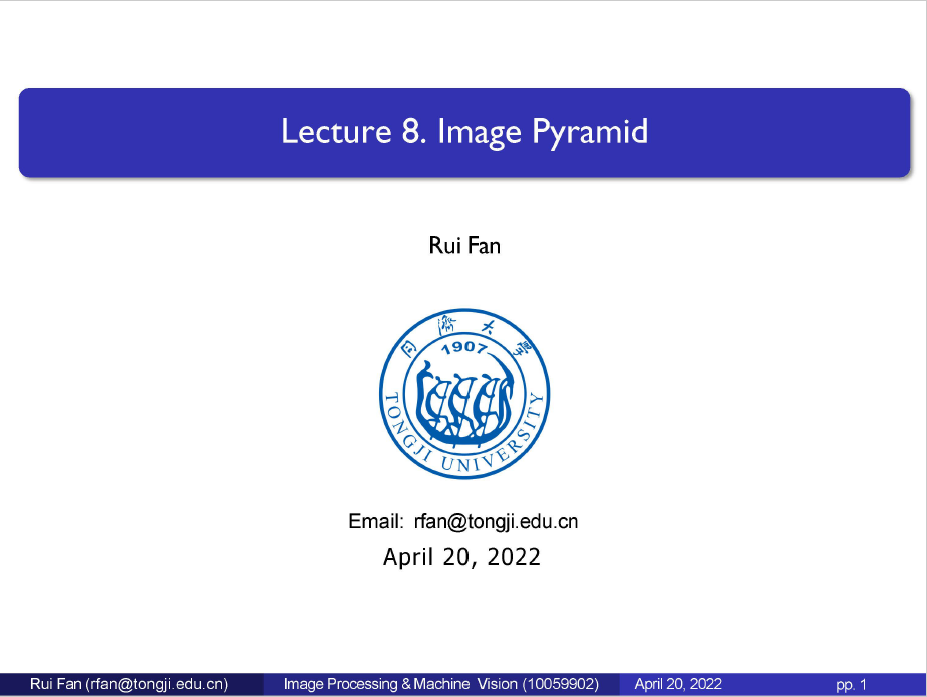 Lecture 8. Image Pyramid
Rui Fan
同濟大學
1907
TONGJI UNIVERSITY
Email: rfan@tongji.edu.cn
April 20, 2022
Rui Fan (rfan@tongji.edu.cn) Image Processing & Machine Vision (10059902) April 20, 2022 pp. 1